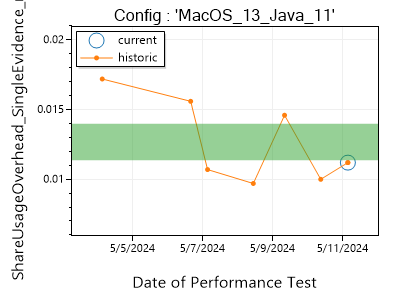 Config : 'MacOS_13_Java_11'
ShareUsageOverhead_SingleEvidence_
0.02
0.015
0.01
current
historic
5/5/2024
5/7/2024
5/9/2024
5/11/2024
Date of Performance Test